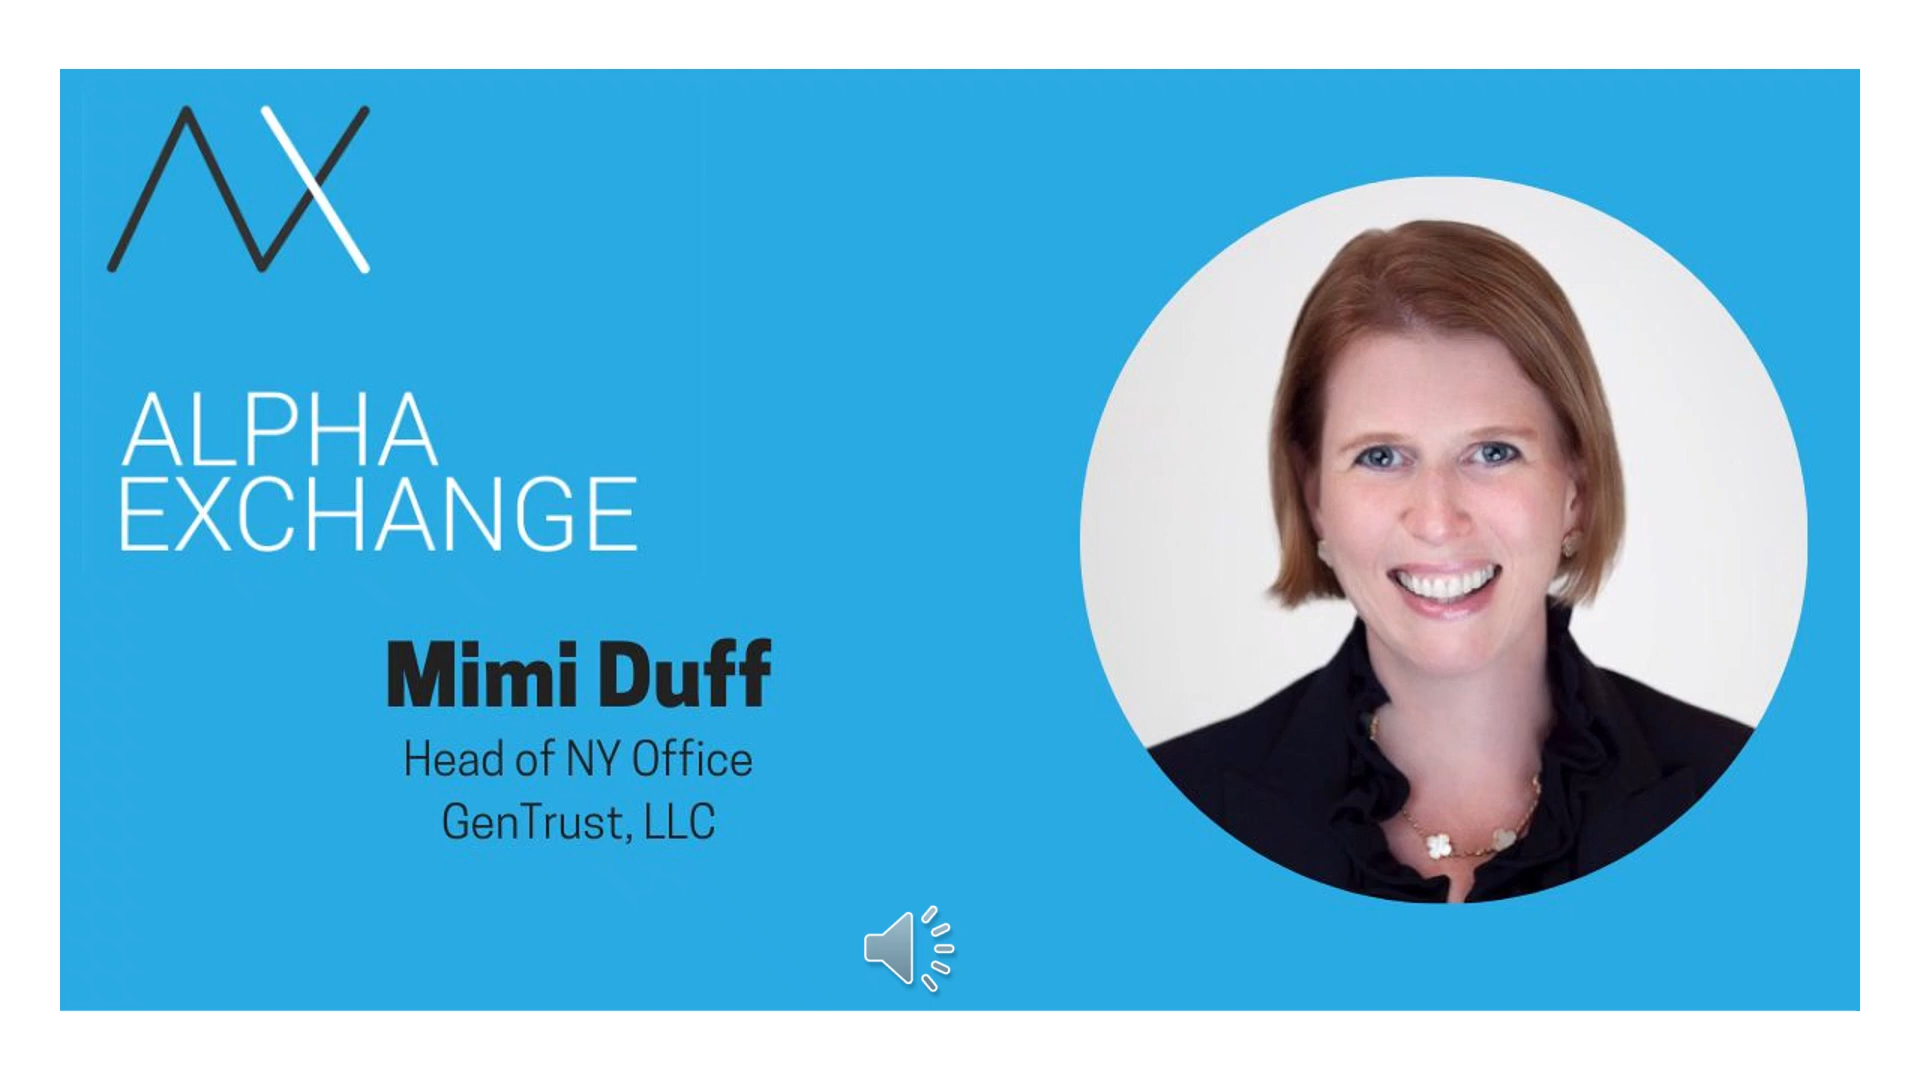 ALPHA
EXCHANGE
Mimi Duff
Head of NY Office
GenTrust, LLC